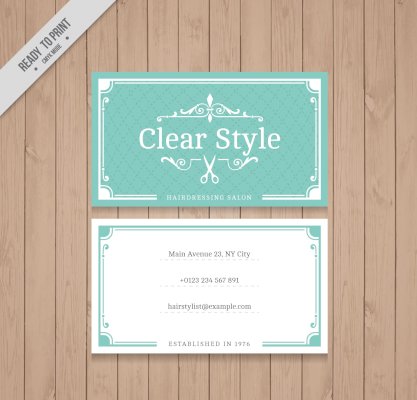 READY TO PRINT
CMYK MODE
Clear Style
HAIRDRESSING SALON
Main Avenue 23, NY City
+0123 234 567 891
hairstylist@example.com
ESTABLISHED IN 1976